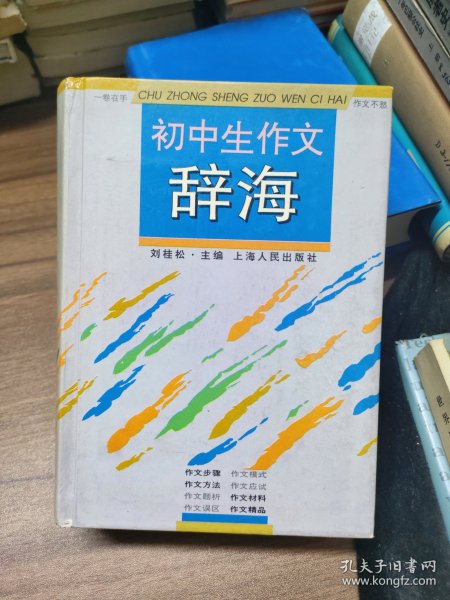 一卷在手 CHU ZHONG SHENG ZUO WEN CI HAI 作文不愁
初中生作文
辞海
刘桂松·主编 上海人民出版社
作文步骤 作文模式
作文方法 作文应试
作文题析 作文材料
作文误区 作文精品
孔夫子旧书网
www.kongfz.com